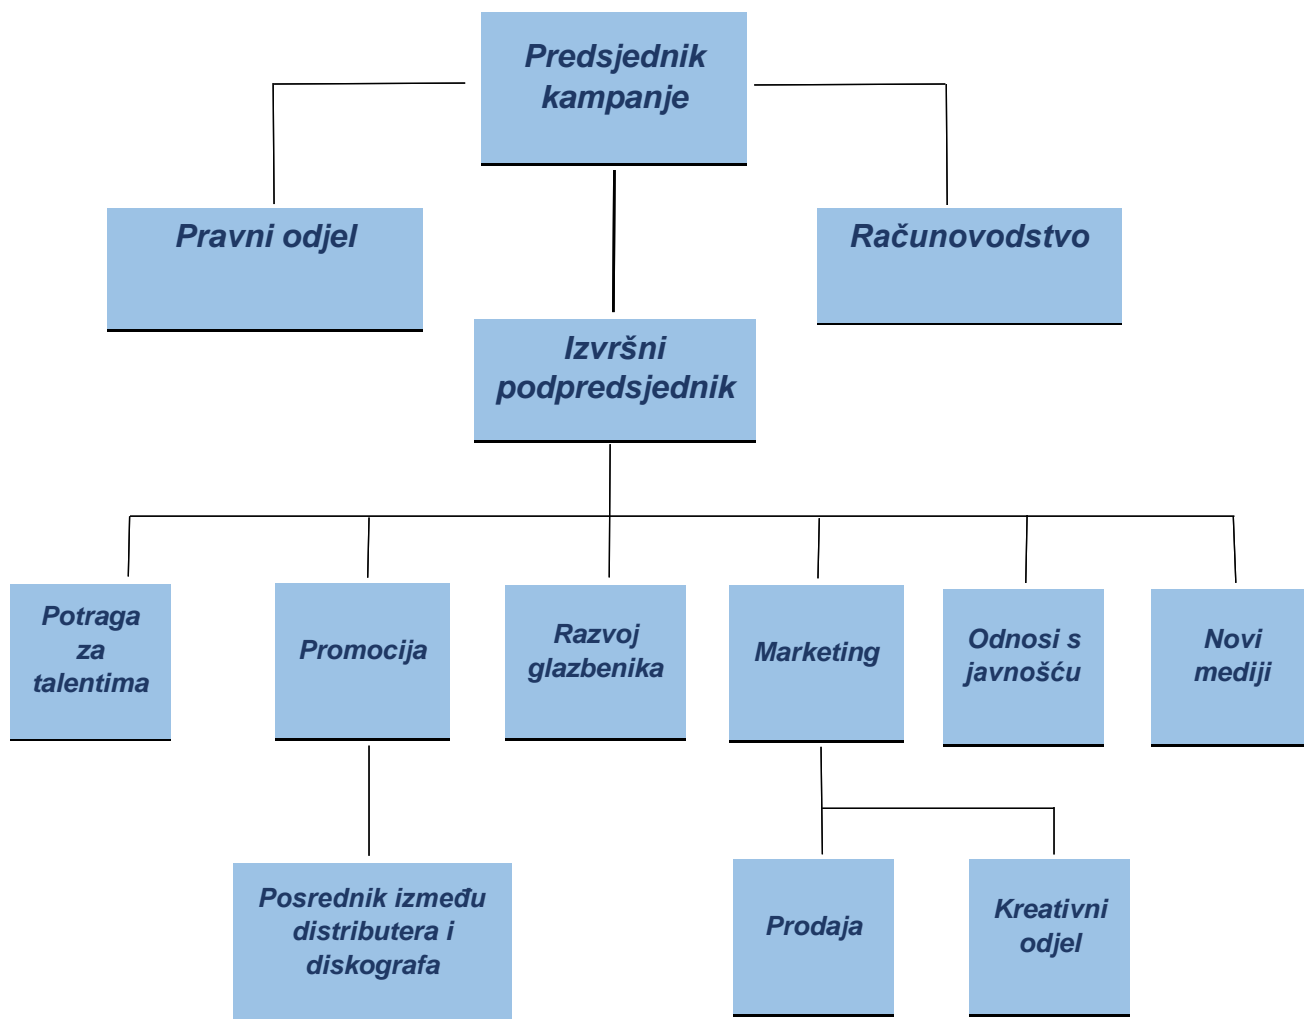 Predsjednik
kampanje
Pravni odjel
Računovodstvo
Izvršni
podpredsjednik
Potraga
za
talentima
Promocija
Razvoj
glazbenika
Marketing
Odnosi s
javnošću
Novi
mediji
Posrednik između
distributera i
diskografa
Prodaja
Kreativni
odjel